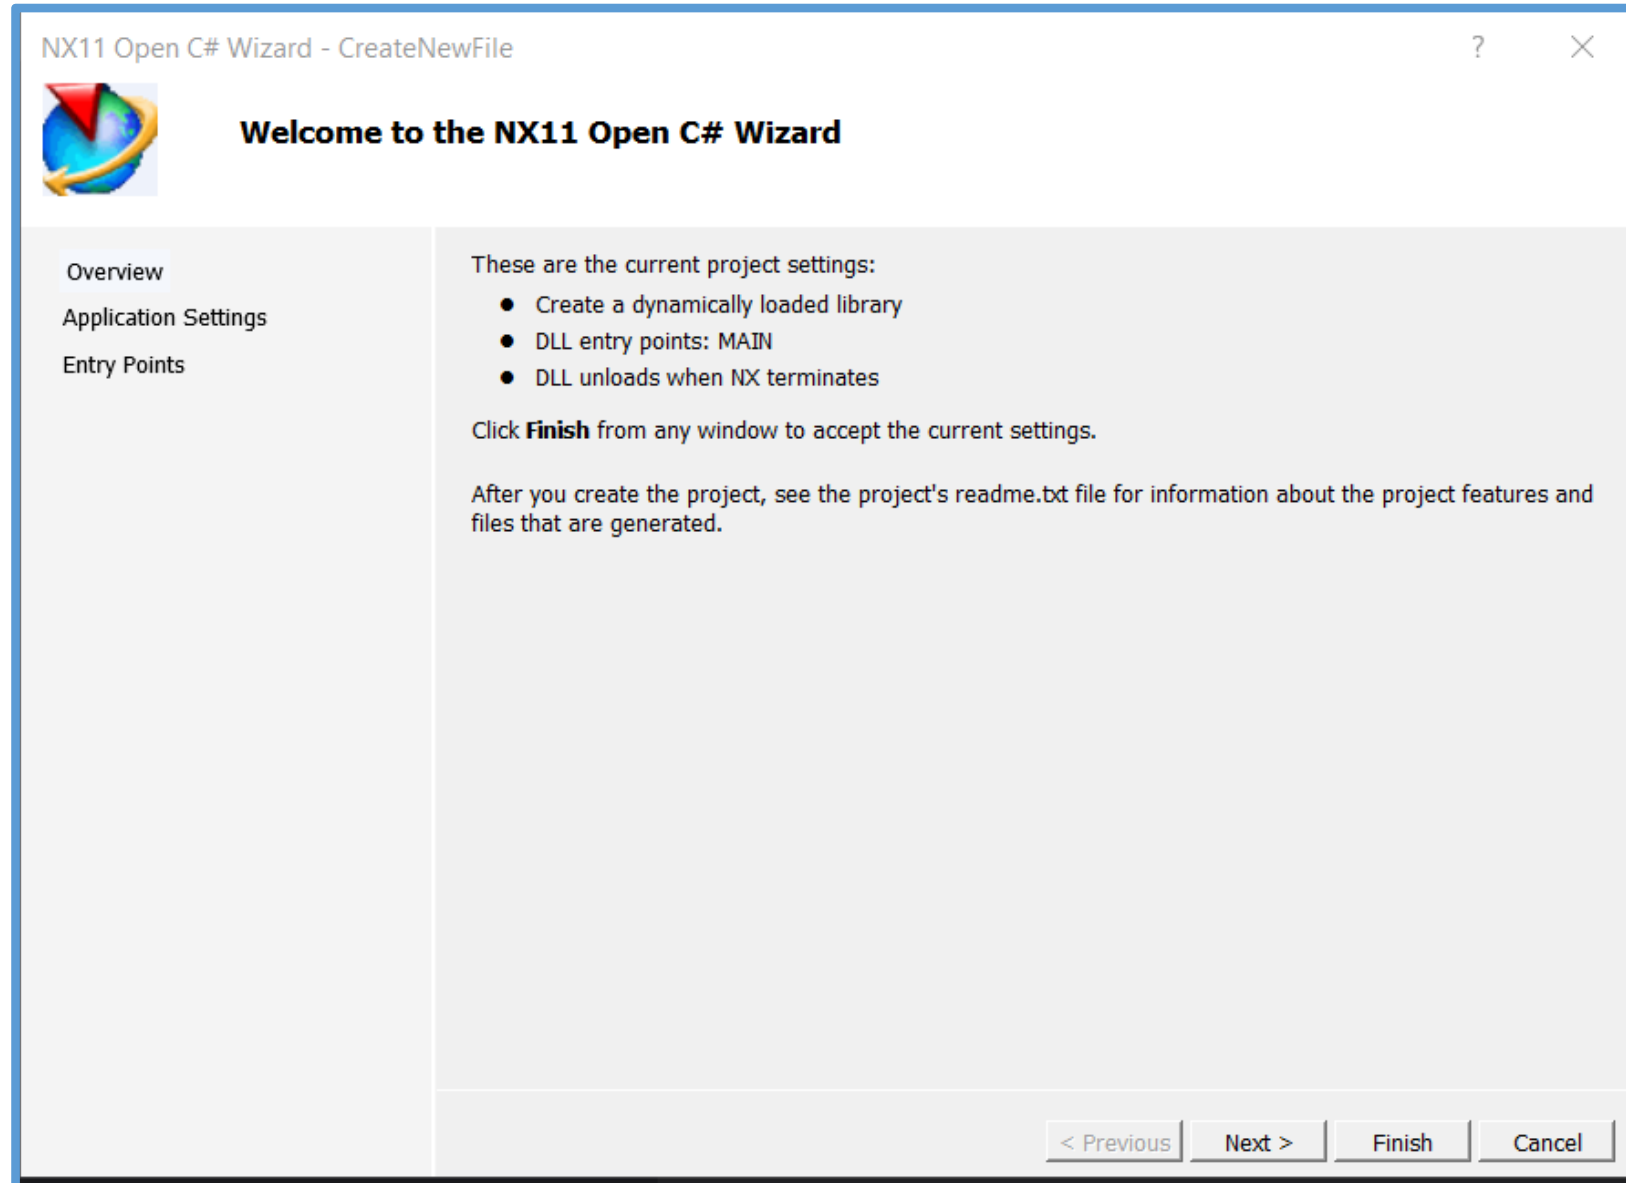 NX11 Open C# Wizard - CreateNewFile
?
Welcome to the NX11 Open C# Wizard
Overview
Application Settings
Entry Points
These are the current project settings:
● Create a dynamically loaded library
● DLL entry points: MAIN
● DLL unloads when NX terminates
Click Finish from any window to accept the current settings.
After you create the project, see the project's readme.txt file for information about the project features and
files that are generated.
< Previous
Next >
Finish
Cancel